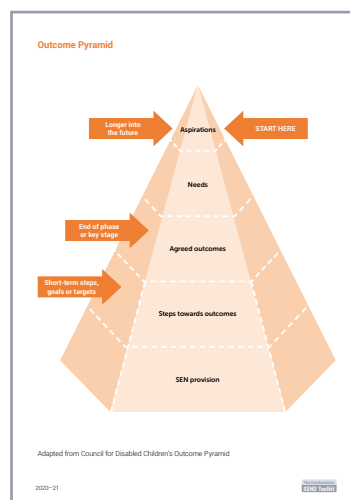 Outcome Pyramid
Longer into
the future
Aspirations
START HERE
Needs
End of phase
or key stage
Agreed outcomes
Short-term steps,
goals or targets
Steps towards outcomes
SEN provision
Adapted from Council for Disabled Children's Outcome Pyramid
2020–21
SEND Toolkit